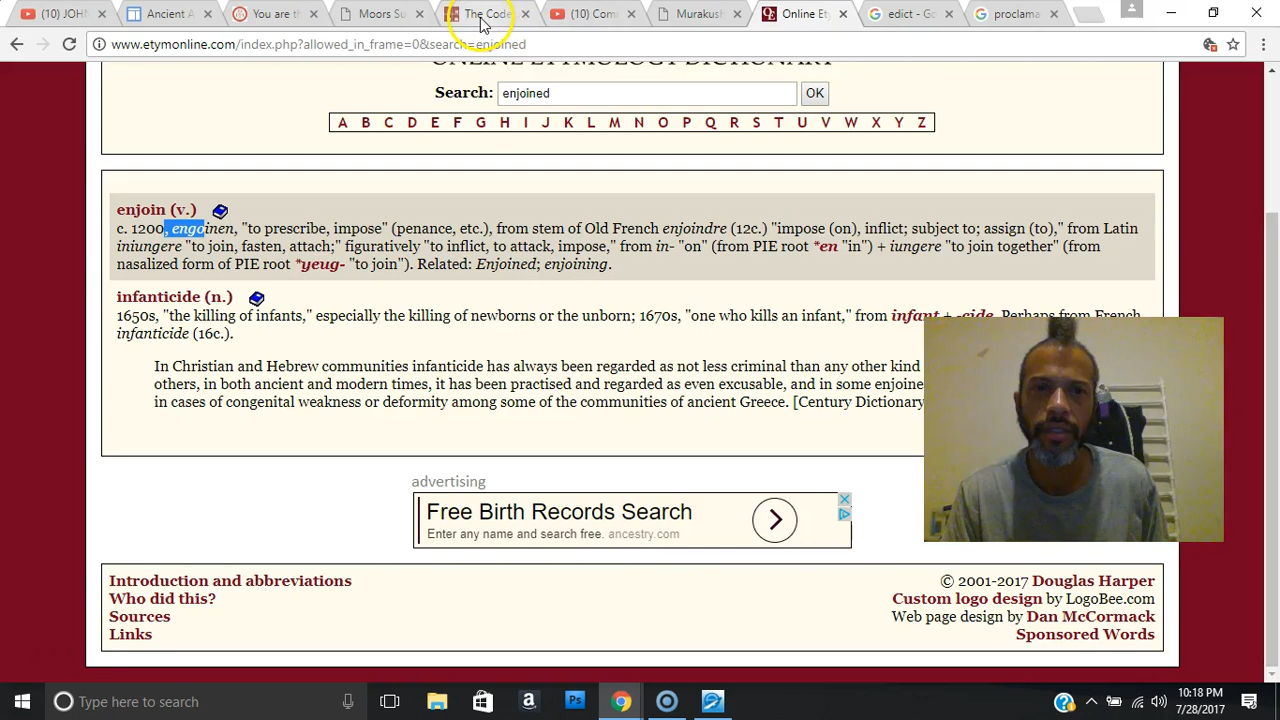 (10) JOHN
Ancient A
You are th
Moors Su
The Code
(10) Com
Murakush
Online Ety
edict - Go
proclama
www.etymonline.com/index.php?allowed_in_frame=0&search=enjoined
ONLINE ETYMOLOGY DICTIONARY
Search: enjoined OK
A B C D E F G H I J K L M N O P Q R S T U V W X Y Z
enjoin (v.)
c. 1200, engoinen, "to prescribe, impose" (penance, etc.), from stem of Old French enjoindre (12c.) "impose (on), inflict; subject to; assign (to)," from Latin
iniungere "to join, fasten, attach;" figuratively "to inflict, to attack, impose," from in- "on" (from PIE root *en "in") + iungere "to join together" (from
nasalized form of PIE root *yeug- "to join"). Related: Enjoined; enjoining.
infanticide (n.)
1650s, "the killing of infants," especially the killing of newborns or the unborn; 1670s, "one who kills an infant," from infant + -cide. Perhaps from French
infanticide (16c.).
In Christian and Hebrew communities infanticide has always been regarded as not less criminal than any other kind
others, in both ancient and modern times, it has been practised and regarded as even excusable, and in some enjoine
in cases of congenital weakness or deformity among some of the communities of ancient Greece. [Century Dictionary
advertising
Free Birth Records Search
Enter any name and search free. ancestry.com
Introduction and abbreviations
Who did this?
Sources
Links
© 2001-2017 Douglas Harper
Custom logo design by LogoBee.com
Web page design by Dan McCormack
Sponsored Words
Type here to search
10:18 PM
7/28/2017